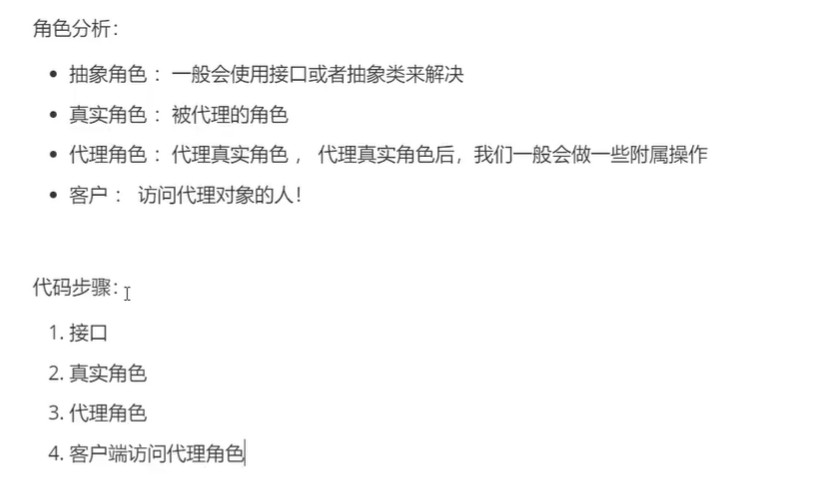 角色分析：
• 抽象角色 ：一般会使用接口或者抽象类来解决
• 真实角色 ：被代理的角色
• 代理角色 ：代理真实角色 ， 代理真实角色后，我们一般会做一些附属操作
• 客户 ： 访问代理对象的人！
代码步骤：
1. 接口
2. 真实角色
3. 代理角色
4. 客户端访问代理角色